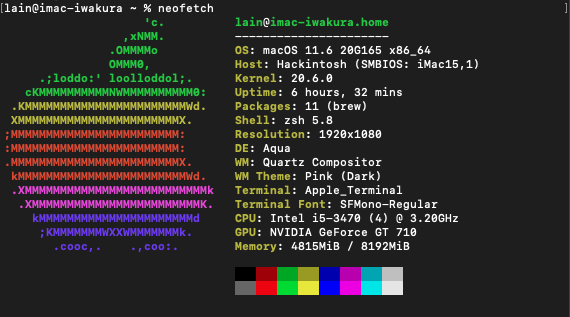 [lain@imac-iwakura ~ % neofetch ]
'c. lain@imac-iwakura.home
,xNMM. ----------------------
.OMMMMo OS: macOS 11.6 20G165 x86_64
OMMM0, Host: Hackintosh (SMBIOS: iMac15,1)
.;loddo:' loolloddol;. Kernel: 20.6.0
cKMMMMMMMMMMNWMMMMMMMMMM0: Uptime: 6 hours, 32 mins
.KMMMMMMMMMMMMMMMMMMMMMMMWd. Packages: 11 (brew)
XMMMMMMMMMMMMMMMMMMMMMMMX. Shell: zsh 5.8
;MMMMMMMMMMMMMMMMMMMMMMMM: Resolution: 1920x1080
:MMMMMMMMMMMMMMMMMMMMMMMM: DE: Aqua
.MMMMMMMMMMMMMMMMMMMMMMMMX. WM: Quartz Compositor
kMMMMMMMMMMMMMMMMMMMMMMMMWd. WM Theme: Pink (Dark)
.XMMMMMMMMMMMMMMMMMMMMMMMMMMk Terminal: Apple_Terminal
.XMMMMMMMMMMMMMMMMMMMMMMMMK. Terminal Font: SFMono-Regular
kMMMMMMMMMMMMMMMMMMMMMMd CPU: Intel i5-3470 (4) @ 3.20GHz
;KMMMMMMMWXXWMMMMMMMk. GPU: NVIDIA GeForce GT 710
.cooc,. .,coo:. Memory: 4815MiB / 8192MiB